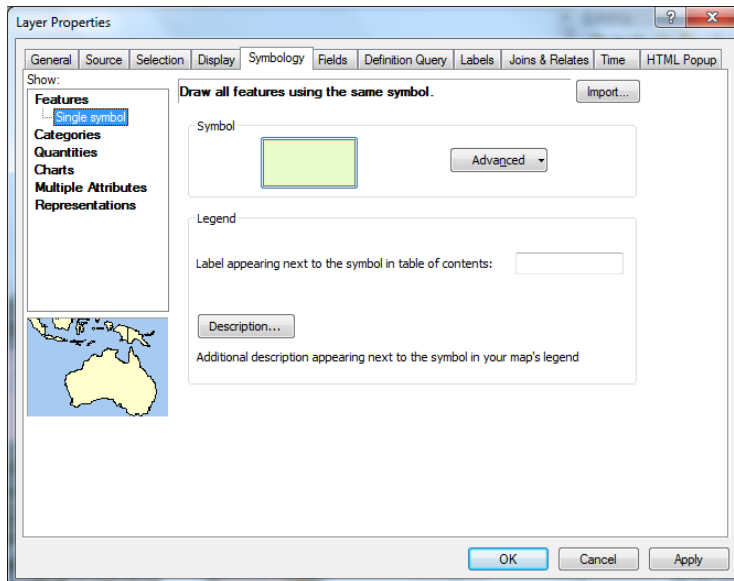 Layer Properties
?
X
General Source Selection Display Symbology Fields Definition Query Labels Joins & Relates Time HTML Popup
Show:
Features
Single symbol
Categories
Quantities
Charts
Multiple Attributes
Representations
Draw all features using the same symbol.
Import...
Symbol
Advanced
Legend
Label appearing next to the symbol in table of contents:
Description...
Additional description appearing next to the symbol in your map's legend
OK Cancel Apply